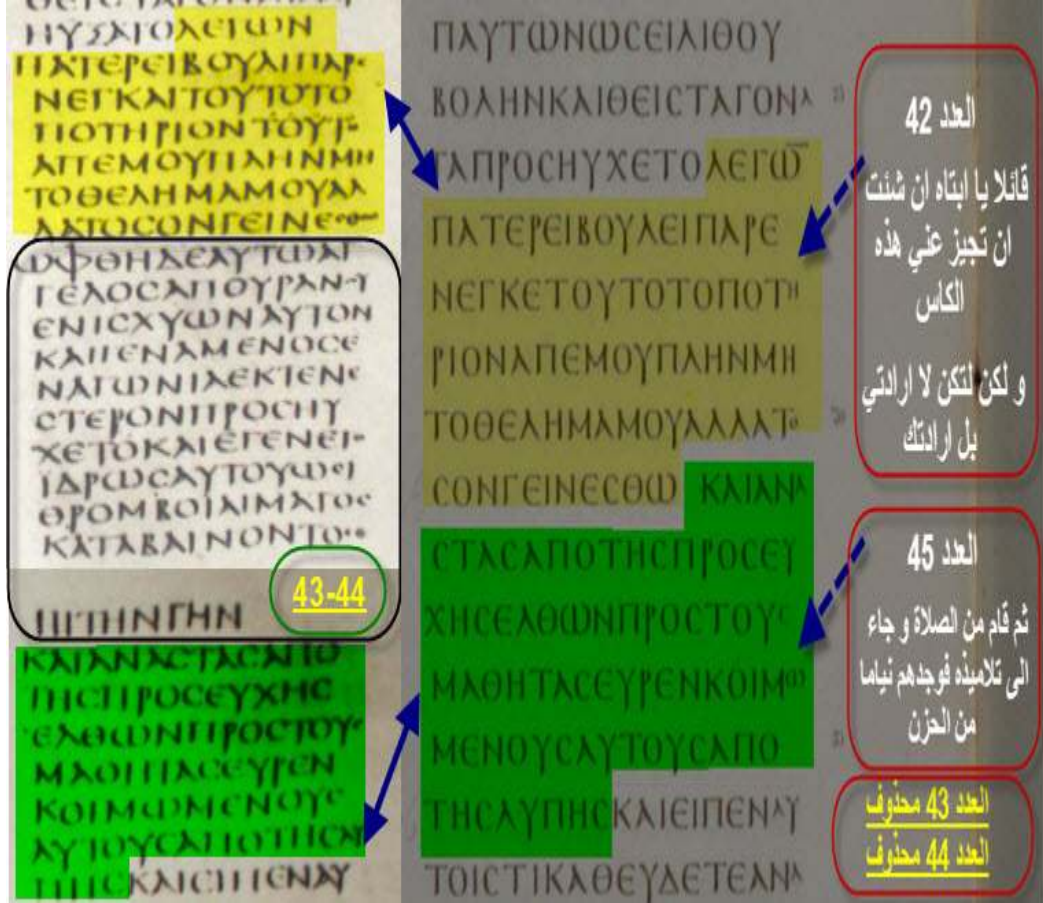 ΗΥΞΑΤΟΛΕΓΩΝ
ΠΑΤΕΡΕΙΒΟΥΛΙΠΑΡΕ
ΝΕΓΚΑΙΤΟΥΤΟΤΟ
ΠΟΤΗΡΙΟΝΤΟΥΤΟ
ΑΠΕΜΟΥΠΛΗΝΜΗ
ΤΟΘΕΛΗΜΑΜΟΥΑΛ
ΛΑΤΟϹΟΝΓΕΙΝΕϹΘΩ
ΩΦΘΗΔΕΑΥΤΩΑΓ
ΓΕΛΟϹΑΠΟΥΡΑΝΟΥ
ΕΝΙϹΧΥΩΝΑΥΤΟΝ
ΚΑΙΓΕΝΑΜΕΝΟϹΕ
ΝΑΓΩΝΙΑΕΚΤΕΝΕ
ϹΤΕΡΟΝΠΡΟϹΗΥ
ΧΕΤΟΚΑΙΕΓΕΝΕΤΟ
ΙΔΡΩϹΑΥΤΟΥΩϹΕΙ
ΘΡΟΜΒΟΙΑΙΜΑΤΟϹ
ΚΑΤΑΒΑΙΝΟΝΤΟϹ
43-44
ΠΙΤΗΝΓΗΝ
ΚΑΙΑΝΑϹΤΑϹΑΠΟ
ΤΗϹΠΡΟϹΕΥΧΗϹ
ΕΛΘΩΝΠΡΟϹΤΟΥϹ
ΜΑΘΗΤΑϹΕΥΡΕΝ
ΚΟΙΜΩΜΕΝΟΥϹ
ΑΥΤΟΥϹΑΠΟΤΗϹΛΥ
ΠΗϹΚΑΙΕΙΠΕΝΑΥ
ΠΑΥΤΩΝΩϹΕΙΛΙΘΟΥ
ΒΟΛΗΝΚΑΙΘΕΙϹΤΑΓΟΝΑ
ΤΑΠΡΟϹΗΥΧΕΤΟΛΕΓΩ̅
ΠΑΤΕΡΕΙΒΟΥΛΕΙΠΑΡΕ
ΝΕΓΚΕΤΟΥΤΟΤΟΠΟΤΗ
ΡΙΟΝΑΠΕΜΟΥΠΛΗΝΜΗ
ΤΟΘΕΛΗΜΑΜΟΥΑΛΛΑΤΟ
ϹΟΝΓΕΙΝΕϹΘΩ ΚΑΙΑΝΑ
ϹΤΑϹΑΠΟΤΗϹΠΡΟϹΕΥ
ΧΗϹΕΛΘΩΝΠΡΟϹΤΟΥϹ
ΜΑΘΗΤΑϹΕΥΡΕΝΚΟΙΜΩ
ΜΕΝΟΥϹΑΥΤΟΥϹΑΠΟ
ΤΗϹΛΥΠΗϹΚΑΙΕΙΠΕΝΑΥ
ΤΟΙϹΤΙΚΑΘΕΥΔΕΤΕΑΝΑ
العدد 42
قائلا يا ابتاه ان شئت
ان تجيز عني هذه
الكاس
و لكن لتكن لا ارادتي
بل ارادتك
العدد 45
ثم قام من الصلاة و جاء
الى تلاميذه فوجدهم نياما
من الحزن
العدد 43 محذوف
العدد 44 محذوف